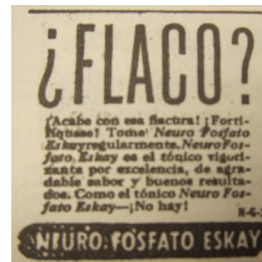 ¿FLACO?
¡Acabe con esa flacura! ¡Forti-
fíquese! Tome Neuro Fosfato
Eskay regularmente. Neuro Fos-
fato Eskay es el tónico vigori-
zante por excelencia, de agra-
dable sabor y buenos resulta-
dos. Como el tónico Neuro Fos-
fato Eskay—¡No hay!
NEURO FOSFATO ESKAY